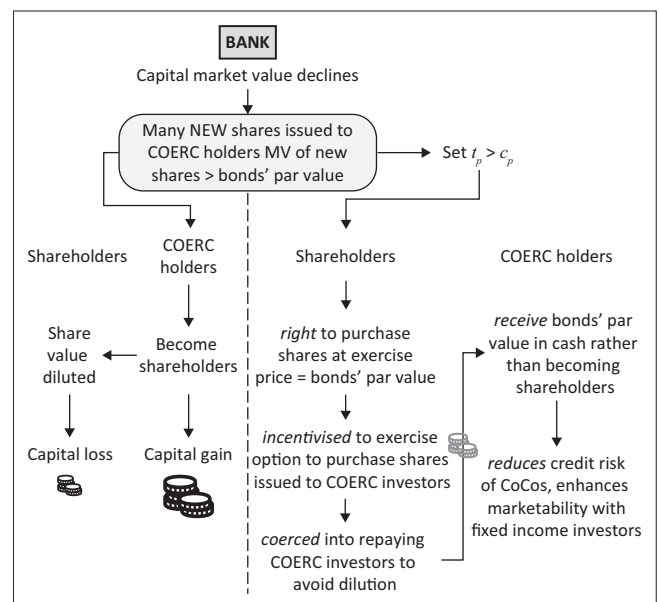 BANK
Capital market value declines
Many NEW shares issued to
COERC holders MV of new
shares > bonds' par value
Set tₚ > cₚ
Shareholders
COERC
holders
Shareholders
COERC holders
Share
value
diluted
Become
shareholders
right to purchase
shares at exercise
price = bonds' par value
receive bonds' par
value in cash rather
than becoming
shareholders
Capital loss
Capital gain
incentivised to exercise
option to purchase shares
issued to COERC investors
reduces credit risk
of CoCos, enhances
marketability with
fixed income investors
coerced into repaying
COERC investors to
avoid dilution